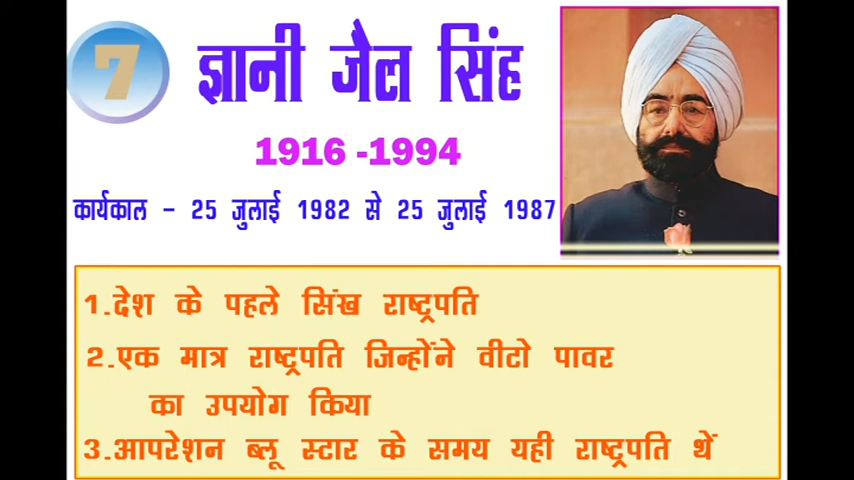 7
ज्ञानी जैल सिंह
1916 -1994
कार्यकाल - 25 जुलाई 1982 से 25 जुलाई 1987
1.देश के पहले सिंख राष्ट्रपति
2.एक मात्र राष्ट्रपति जिन्होंने वीटो पावर
का उपयोग किया
3.आपरेशन ब्लू स्टार के समय यही राष्ट्रपति थें